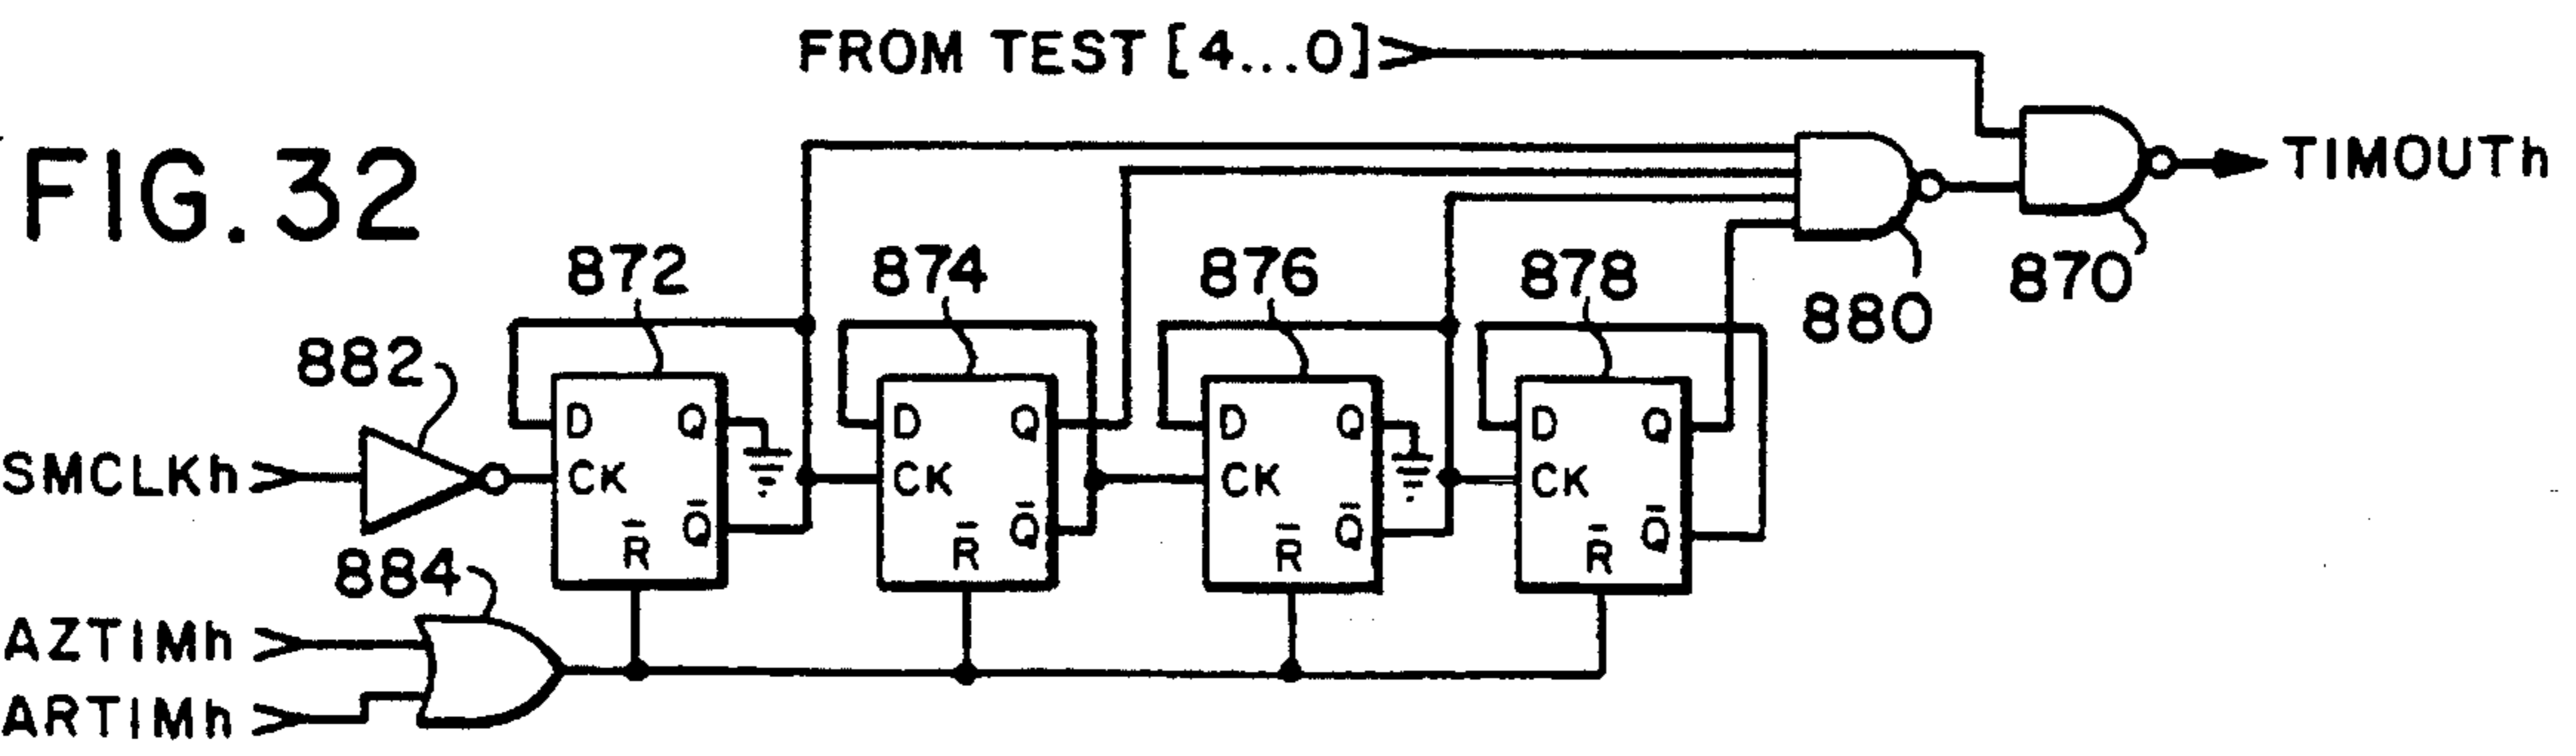 FROM TEST [4...0]
FIG. 32
TIMOUTh
872
874
876
878
880
870
882
D Q
CK
R̄ Q̄
D Q
CK
R̄ Q̄
D Q
CK
R̄ Q̄
D Q
CK
R̄ Q̄
SMCLKh
884
AZTIMh
ARTIMh